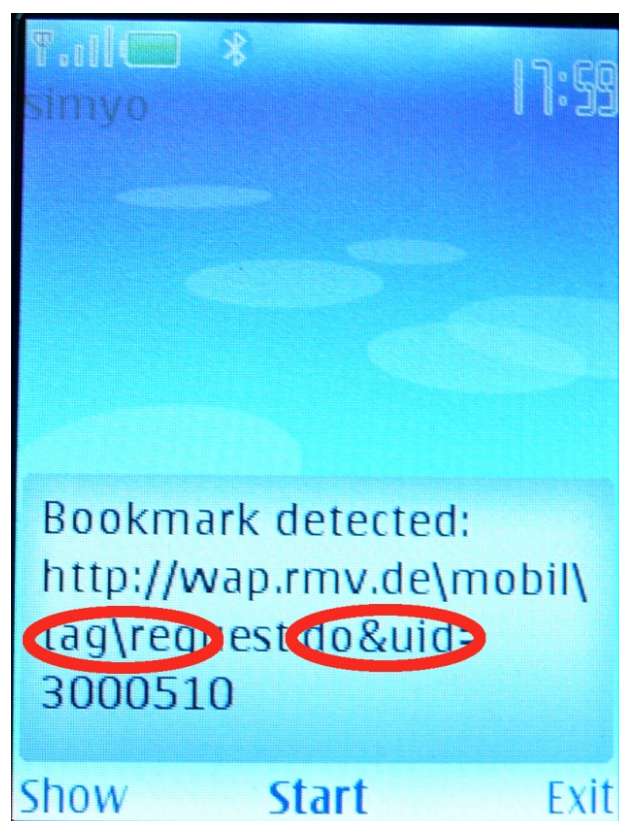 simyo
17:59
Bookmark detected:
http://wap.rmv.de\mobil\
tag\request.do&uid=
3000510
Show Start Exit